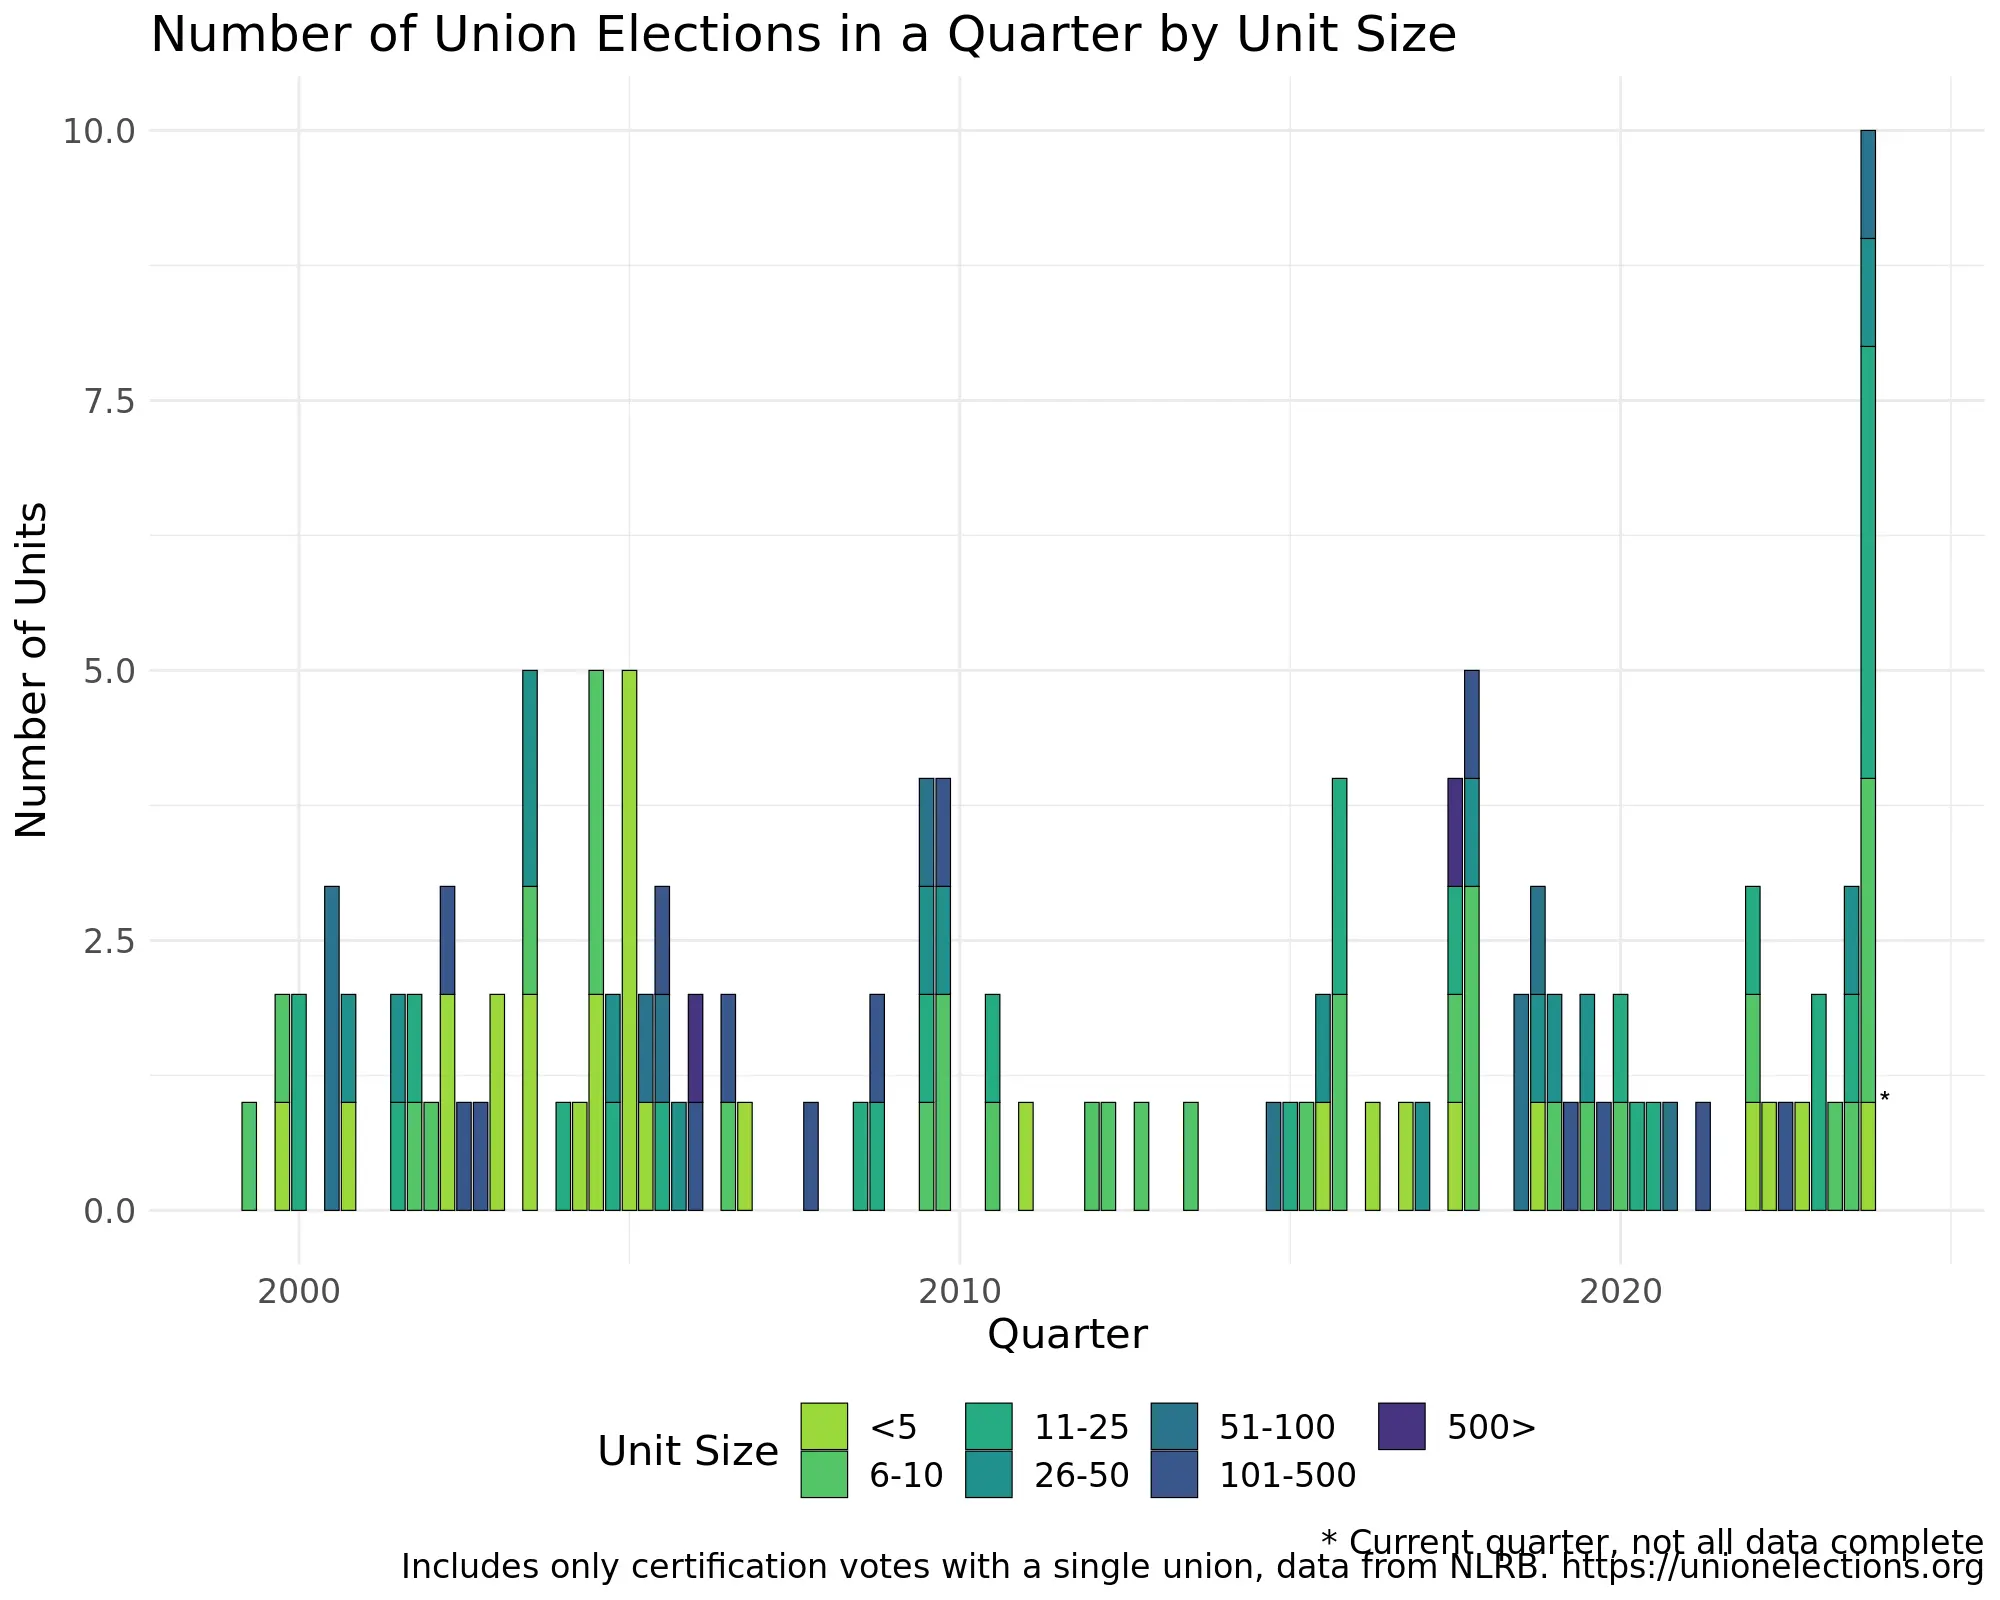 Number of Union Elections in a Quarter by Unit Size
Number of Units
10.0
7.5
5.0
2.5
0.0
*
2000 2010 2020
Quarter
Unit Size
<5 11-25 51-100 500>
6-10 26-50 101-500
* Current quarter, not all data complete
Includes only certification votes with a single union, data from NLRB. https://unionelections.org